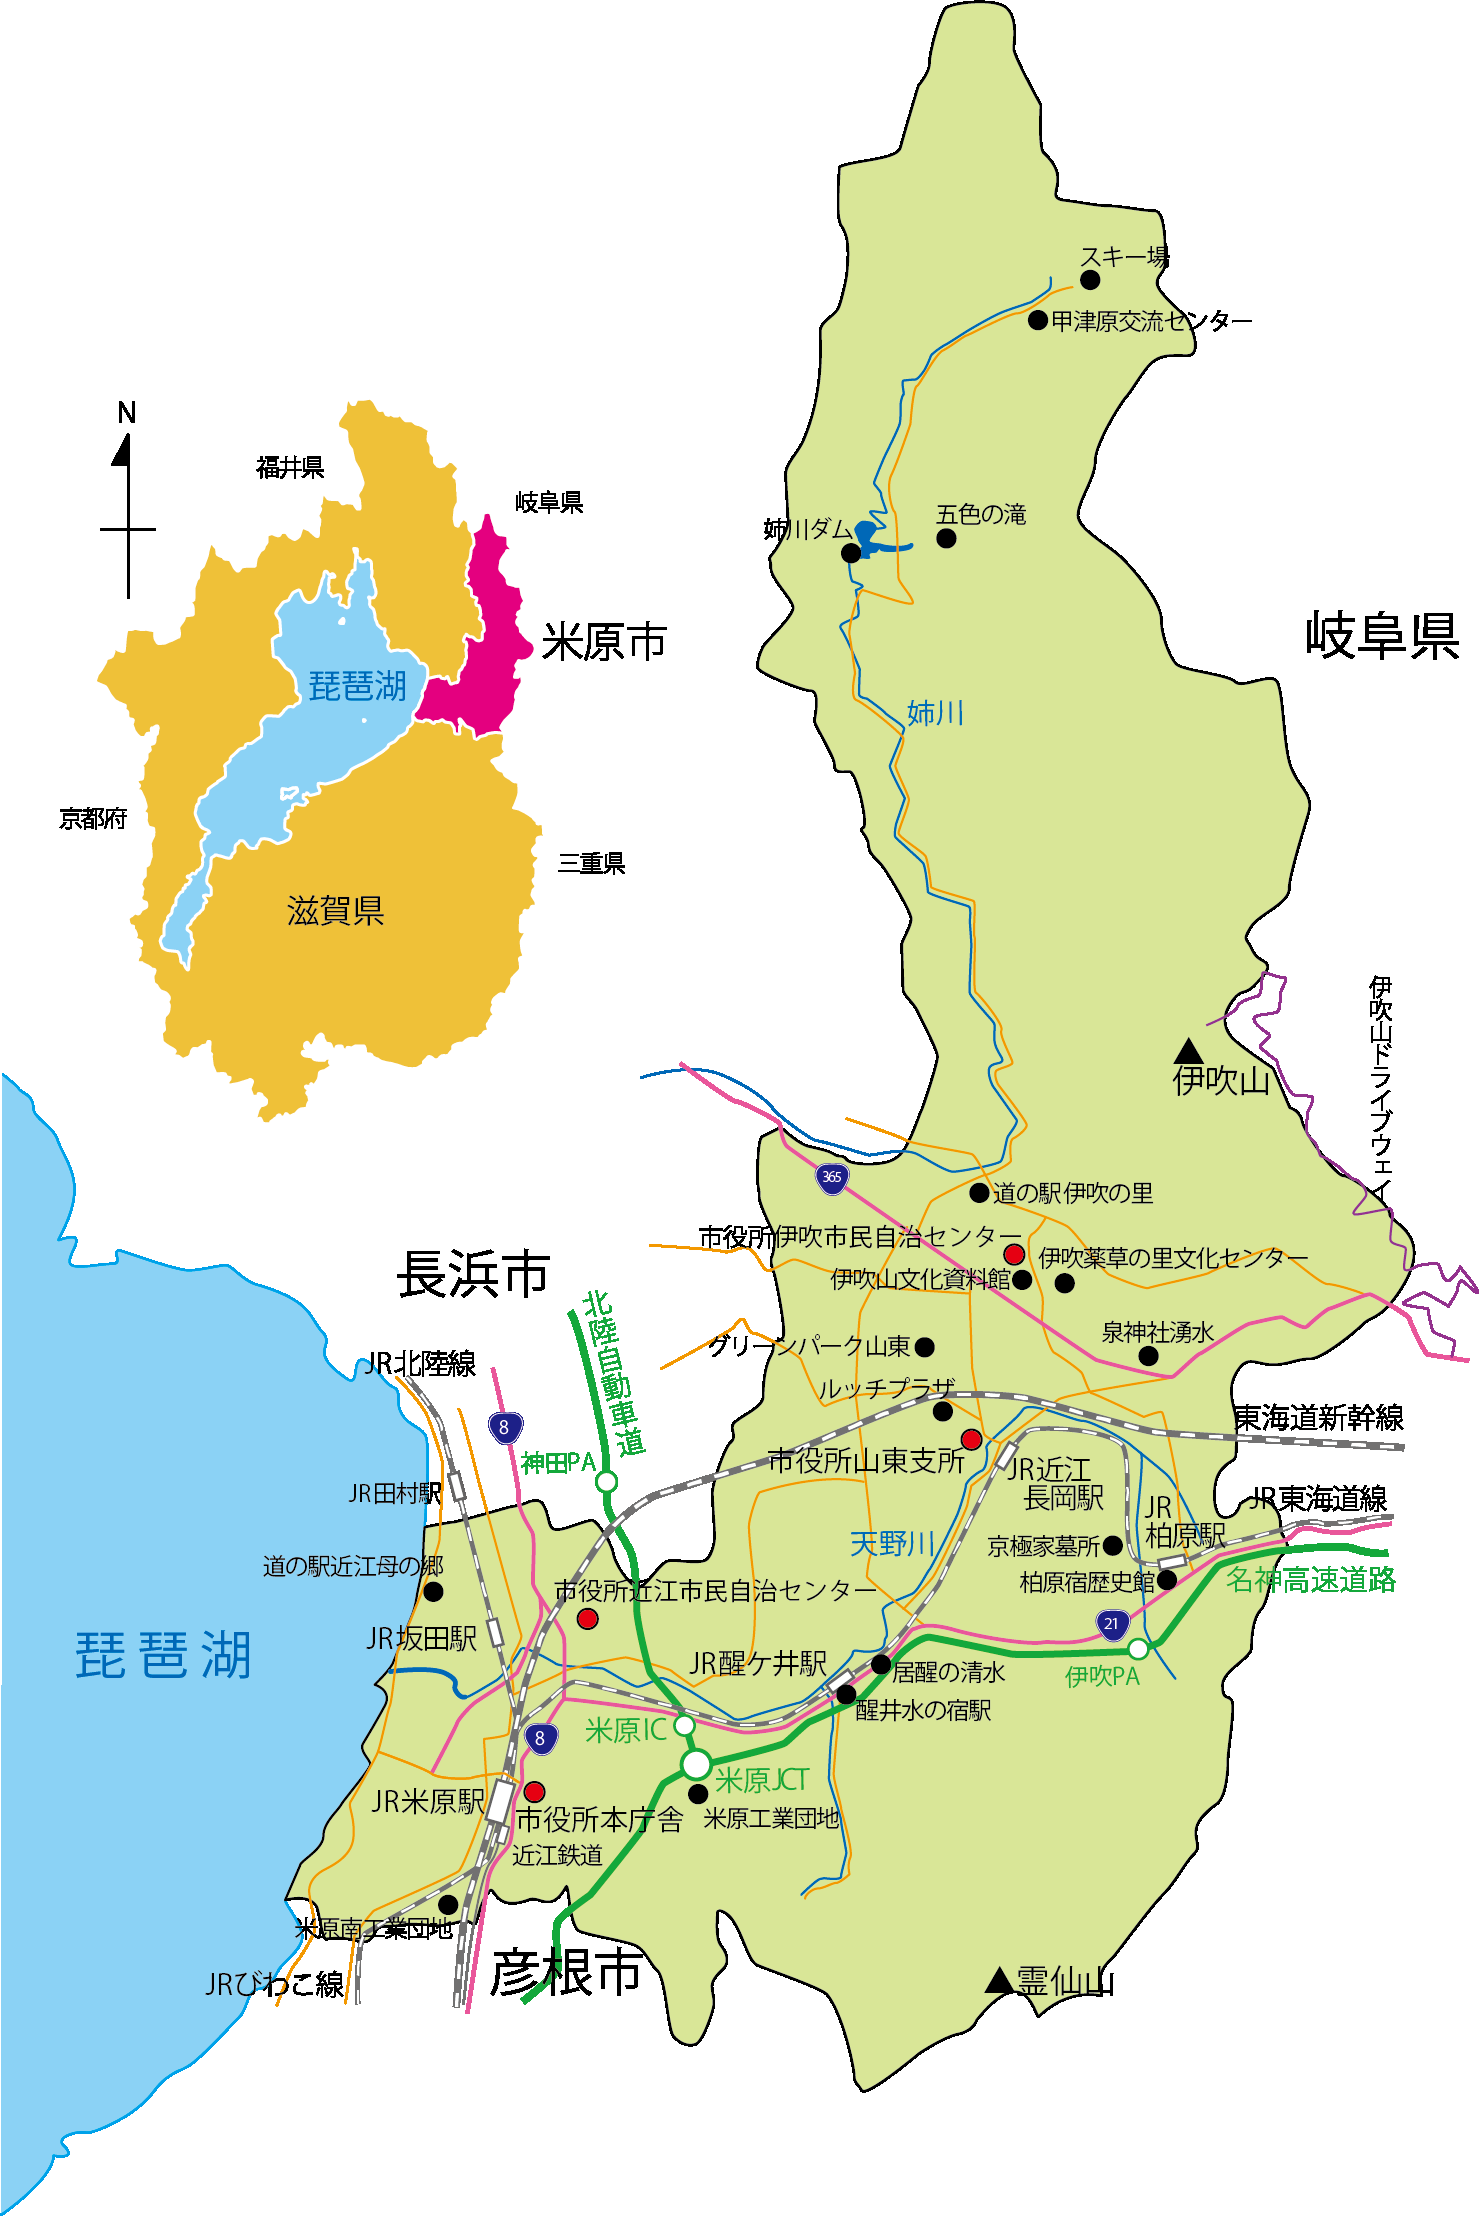 スキー場
甲津原交流センター
N
福井県
岐阜県
五色の滝
姉川ダム
岐阜県
米原市
琵琶湖
姉川
京都府
三重県
滋賀県
伊吹山ドライブウェイ
伊吹山
365
道の駅 伊吹の里
市役所伊吹市民自治センター
伊吹薬草の里文化センター
伊吹山文化資料館
長浜市
北陸自動車道
泉神社湧水
グリーンパーク山東
JR北陸線
ルッチプラザ
東海道新幹線
8
神田PA
市役所山東支所
JR近江
長岡駅
JR田村駅
JR東海道線
JR
柏原駅
天野川
京極家墓所
道の駅近江母の郷
市役所近江市民自治センター
柏原宿歴史館
名神高速道路
21
JR坂田駅
琵琶湖
JR醒ケ井駅
居醒の清水
伊吹PA
醒井水の宿駅
米原IC
8
米原JCT
JR米原駅
市役所本庁舎
米原工業団地
近江鉄道
米原南工業団地
彦根市
JRびわこ線
霊仙山